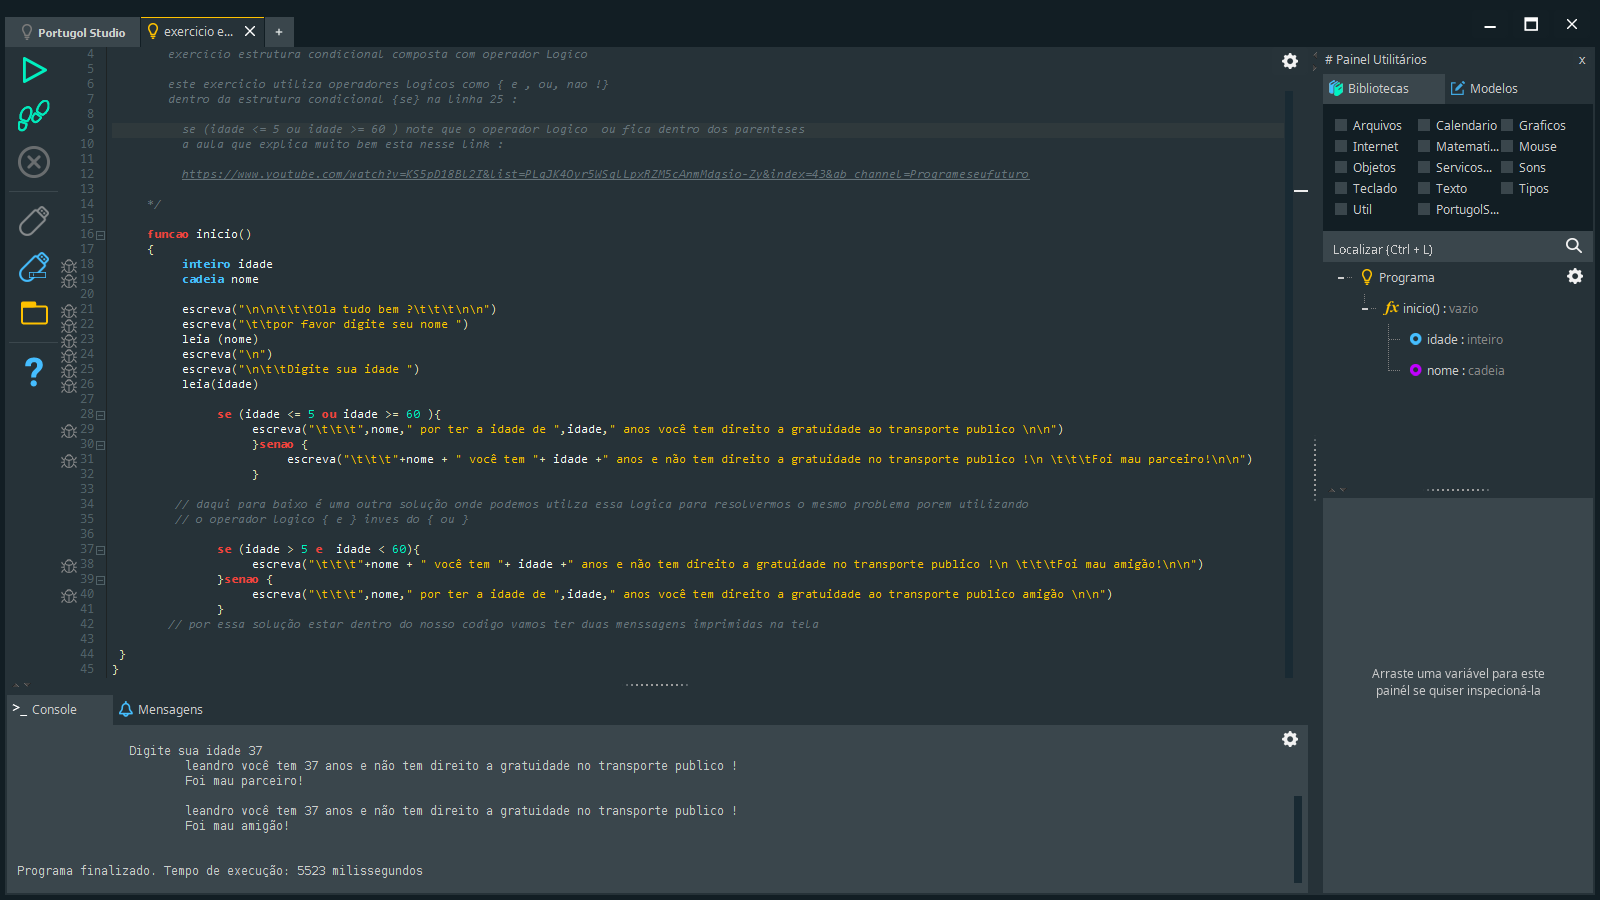 Portugol Studio
exercicio e...
+
4 exercicio estrutura condicional composta com operador Logico
5
6 este exercicio utiliza operadores Logicos como { e , ou, nao !}
7 dentro da estrutura condicional {se} na linha 25 :
8
9 se (idade <= 5 ou idade >= 60 ) note que o operador Logico  ou fica dentro dos parenteses
10 a aula que explica muito bem esta nesse link :
11
12
13
14 */
15
16 funcao inicio()
17 {
18 inteiro idade
19 cadeia nome
20
21 escreva("\n\n\t\t\tOla tudo bem ?\t\t\t\n\n")
22 escreva("\t\tpor favor digite seu nome ")
23 leia (nome)
24 escreva("\n")
25 escreva("\n\t\tDigite sua idade ")
26 leia(idade)
27
28 se (idade <= 5 ou idade >= 60 ){
29 escreva("\t\t\t",nome," por ter a idade de ",idade," anos você tem direito a gratuidade ao transporte publico \n\n")
30 }senao {
31 escreva("\t\t\t"+nome + " você tem "+ idade +" anos e não tem direito a gratuidade no transporte publico !\n \t\t\tFoi mau parceiro!\n\n")
32 }
33
34 // daqui para baixo é uma outra solução onde podemos utilza essa logica para resolvermos o mesmo problema porem utilizando
35 // o operador logico { e } inves do { ou }
36
37 se (idade > 5 e  idade < 60){
38 escreva("\t\t\t"+nome + " você tem "+ idade +" anos e não tem direito a gratuidade no transporte publico !\n \t\t\tFoi mau amigão!\n\n")
39 }senao {
40 escreva("\t\t\t",nome," por ter a idade de ",idade," anos você tem direito a gratuidade ao transporte publico amigão \n\n")
41 }
42 // por essa solução estar dentro do nosso codigo vamos ter duas menssagens imprimidas na tela
43
44 }
45 }
>_ Console
Mensagens
Digite sua idade 37
leandro você tem 37 anos e não tem direito a gratuidade no transporte publico !
Foi mau parceiro!
leandro você tem 37 anos e não tem direito a gratuidade no transporte publico !
Foi mau amigão!
Programa finalizado. Tempo de execução: 5523 milissegundos
# Painel Utilitários x
Bibliotecas
Modelos
Arquivos Calendario Graficos
Internet Matemati... Mouse
Objetos Servicos... Sons
Teclado Texto Tipos
Util PortugolS...
Localizar (Ctrl + L)
Programa
fx inicio() : vazio
idade : inteiro
nome : cadeia
Arraste uma variável para este
painél se quiser inspecioná-la